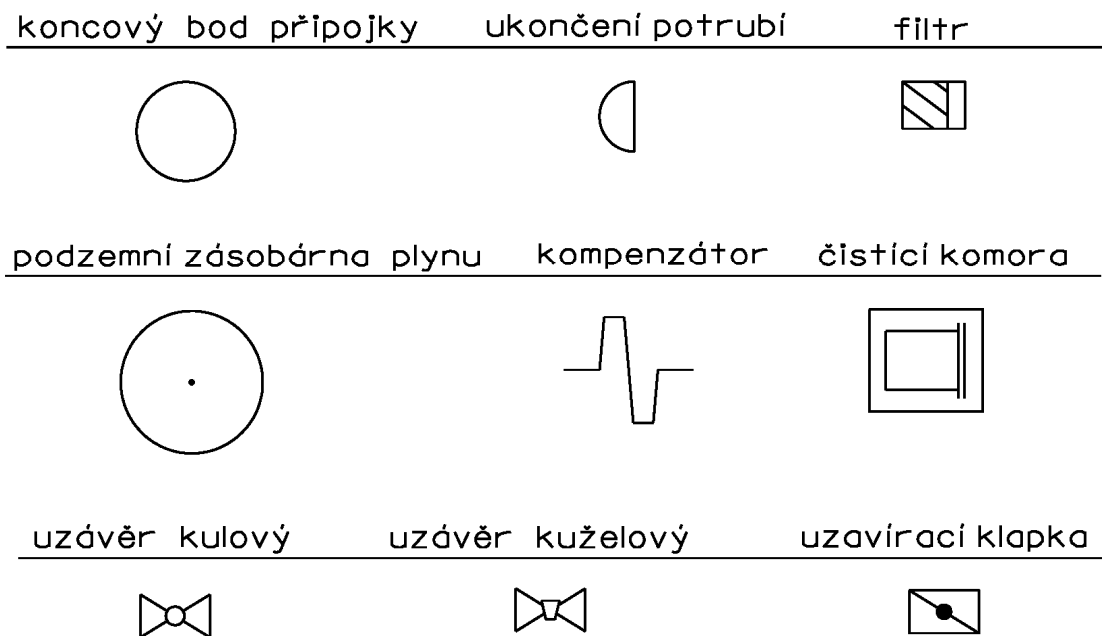 koncový bod přípojky ukončení potrubí filtr
podzemní zásobárna plynu kompenzátor čistící komora
uzávěr kulový uzávěr kuželový uzavírací klapka